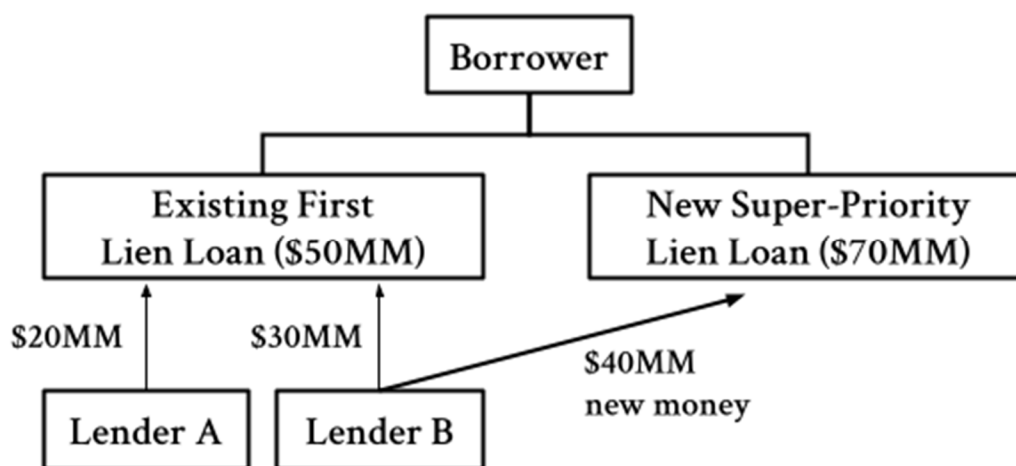 Borrower
Existing First
Lien Loan ($50MM)
New Super-Priority
Lien Loan ($70MM)
$20MM
$30MM
$40MM
new money
Lender A
Lender B